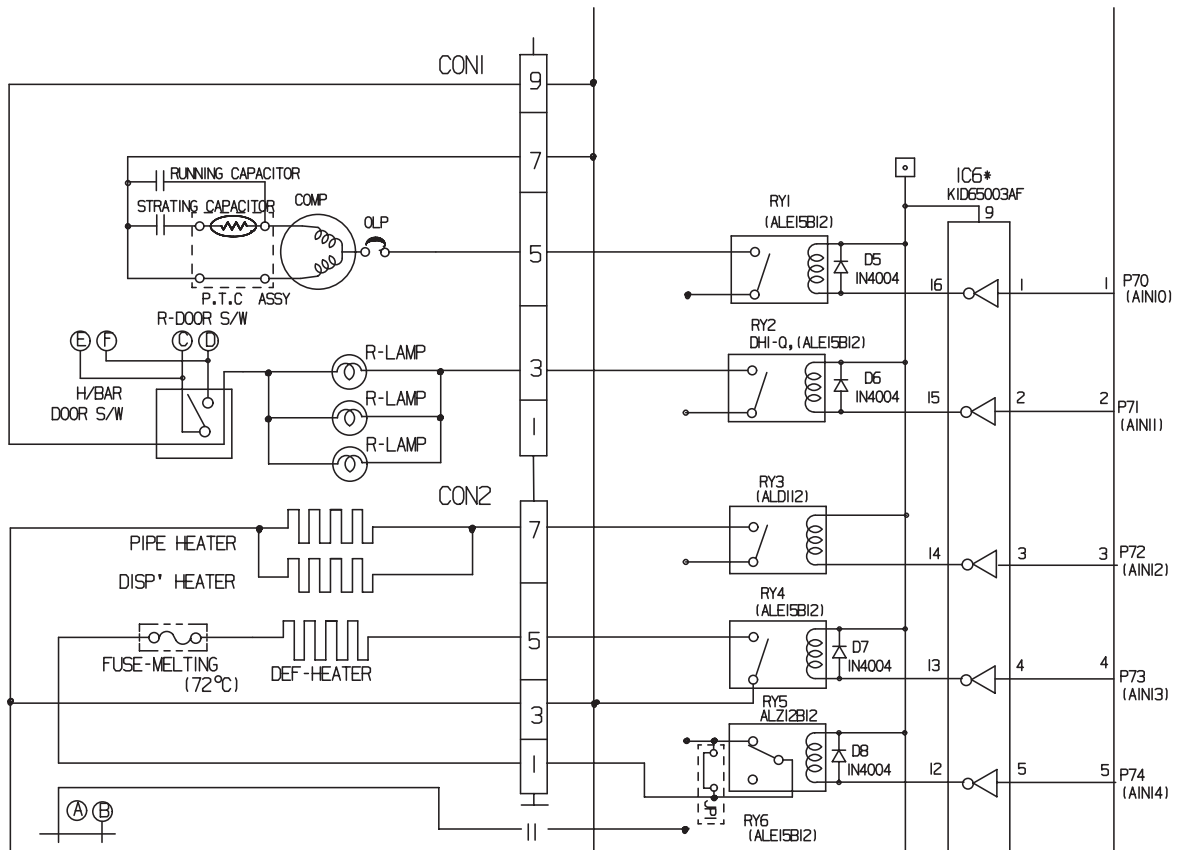 CON1
9
7
RUNNING CAPACITOR
STRATING CAPACITOR
COMP
OLP
5
P.T.C ASSY
R-DOOR S/W
E F C D
H/BAR
DOOR S/W
R-LAMP
R-LAMP
R-LAMP
3
1
CON2
7
PIPE HEATER
DISP' HEATER
5
FUSE-MELTING
(72°C)
DEF-HEATER
3
1
A B
11
IC6*
KID65003AF
9
RY1
(ALE15B12)
D5
IN4004
16 1 1
P70
(AIN10)
RY2
DHI-Q, (ALE15B12)
D6
IN4004
15 2 2
P71
(AIN11)
RY3
(ALD112)
14 3 3
P72
(AIN12)
RY4
(ALE15B12)
D7
IN4004
13 4 4
P73
(AIN13)
RY5
ALZ12B12
D8
IN4004
12 5 5
P74
(AIN14)
JP1
RY6
(ALE15B12)